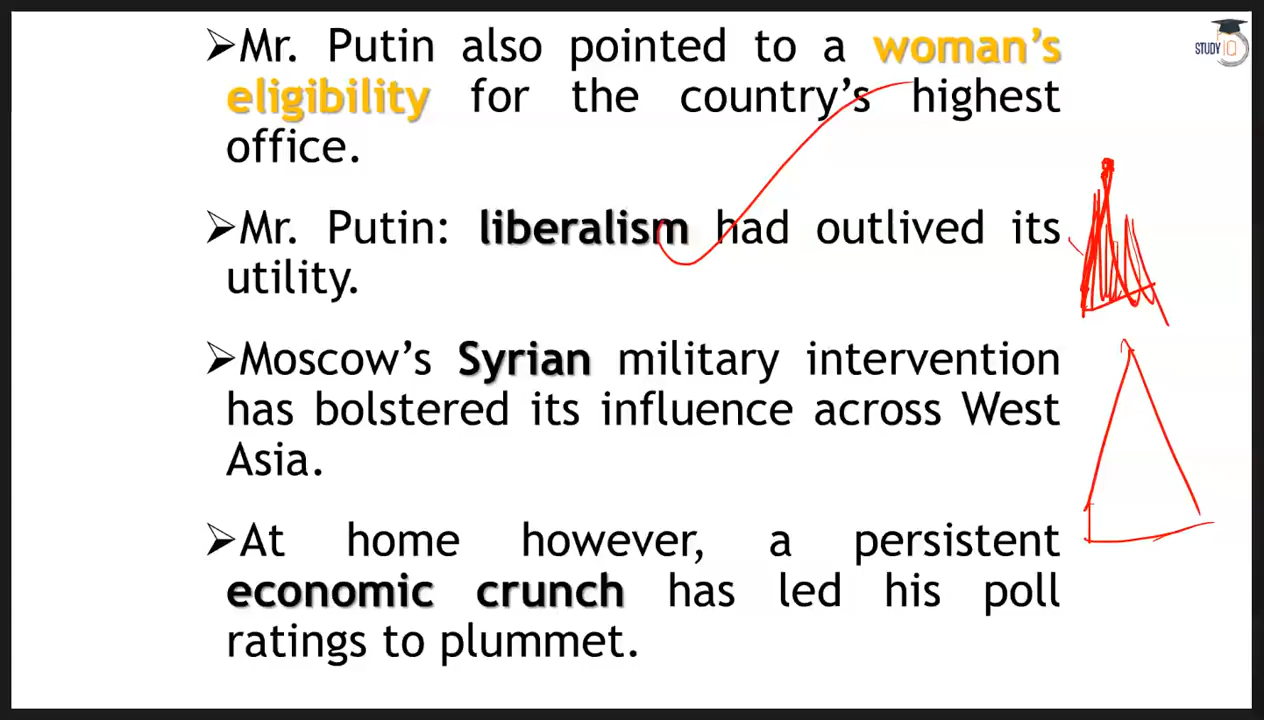 ➢Mr. Putin also pointed to a woman's
eligibility for the country's highest
office.
➢Mr. Putin: liberalism had outlived its
utility.
➢Moscow's Syrian military intervention
has bolstered its influence across West
Asia.
➢At home however, a persistent
economic crunch has led his poll
ratings to plummet.
STUDY IQ